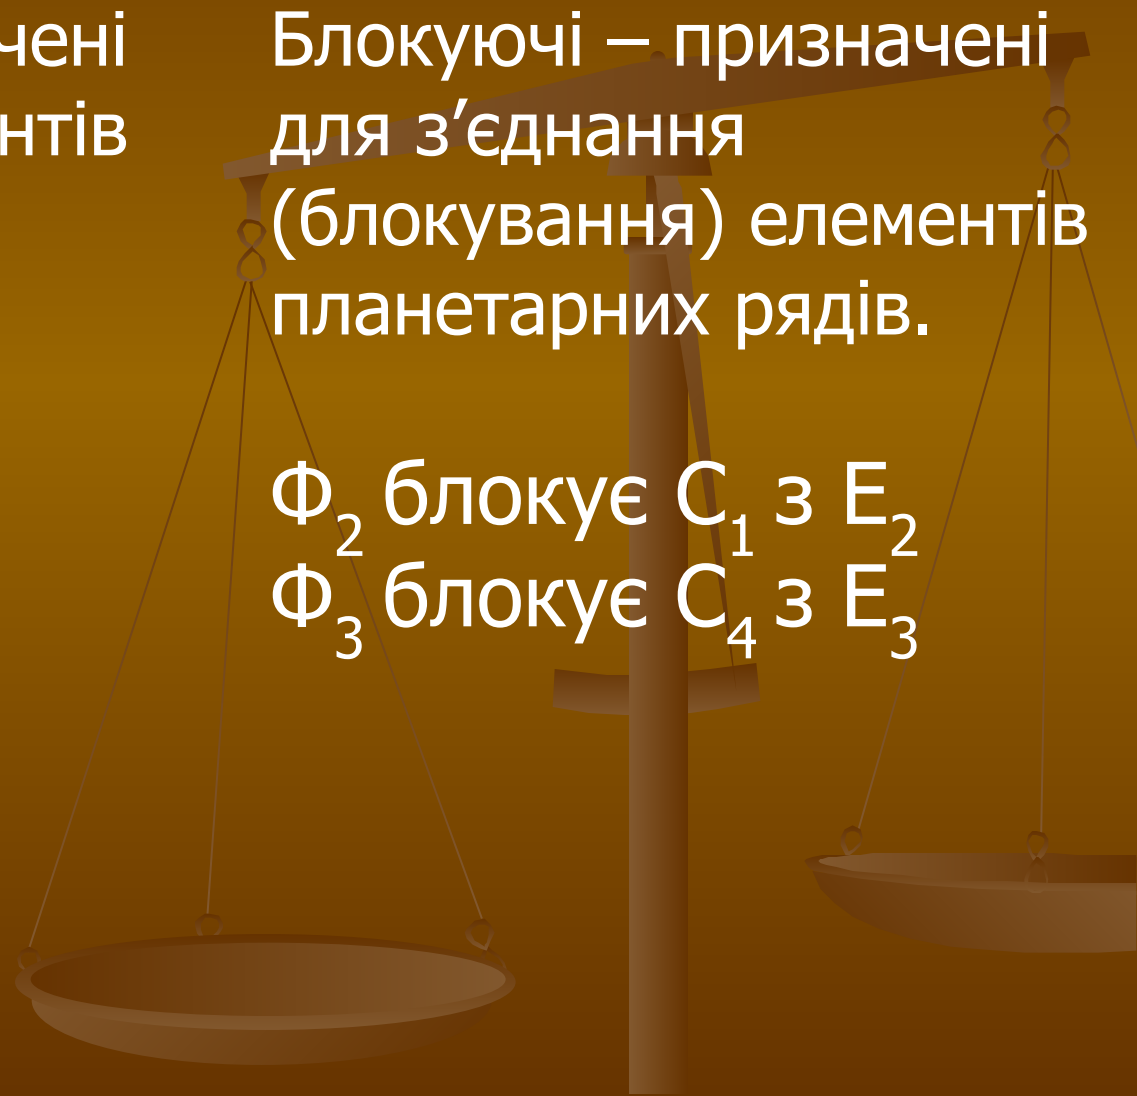 чені
нтів
Блокуючі – призначені
для з’єднання
(блокування) елементів
планетарних рядів.
Ф₂ блокує С₁ з Е₂
Ф₃ блокує С₄ з Е₃